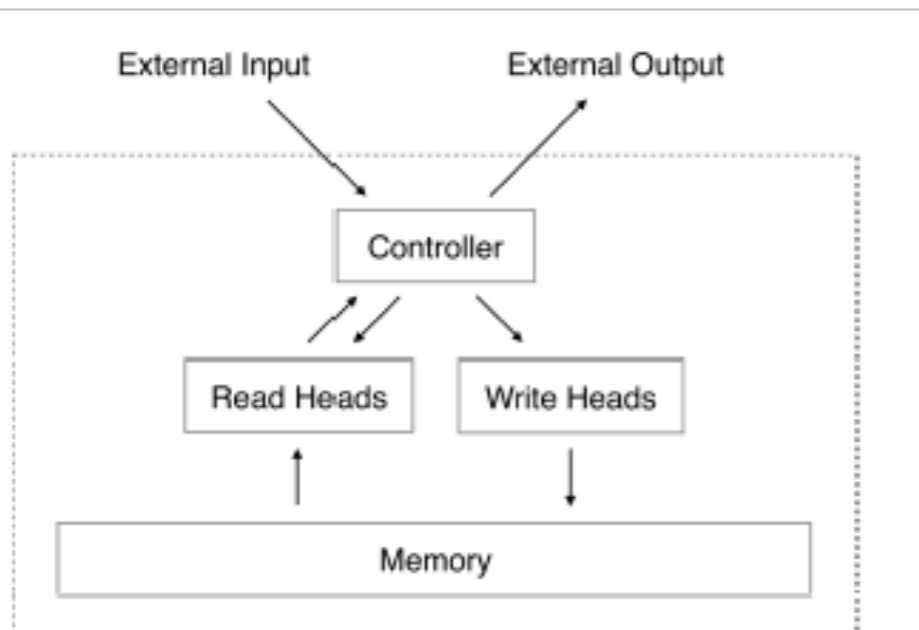 External Input
External Output
Controller
Read Heads
Write Heads
Memory